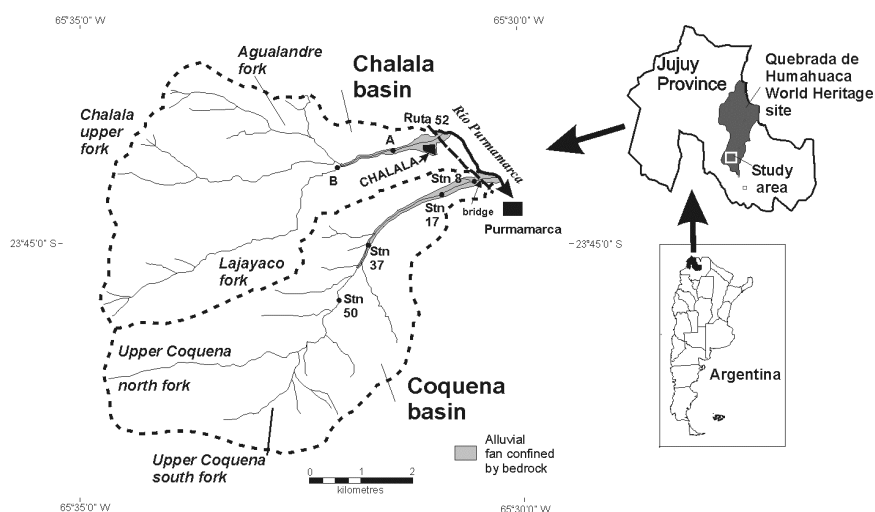 65°35'0" W
65°30'0" W
Agualandre
fork
Chalala
basin
Chalala
upper
fork
Ruta 52
Río Purmamarca
A
B
CHALALA
Stn 8
bridge
Stn
17
Purmamarca
23°45'0" S
23°45'0" S
Lajayaco
fork
Stn
37
Stn
50
Upper Coquena
north fork
Coquena
basin
Upper Coquena
south fork
Alluvial
fan confined
by bedrock
0 1 2
kilometres
65°35'0" W
65°30'0" W
Jujuy
Province
Quebrada de
Humahuaca
World Heritage
site
Study
area
Argentina